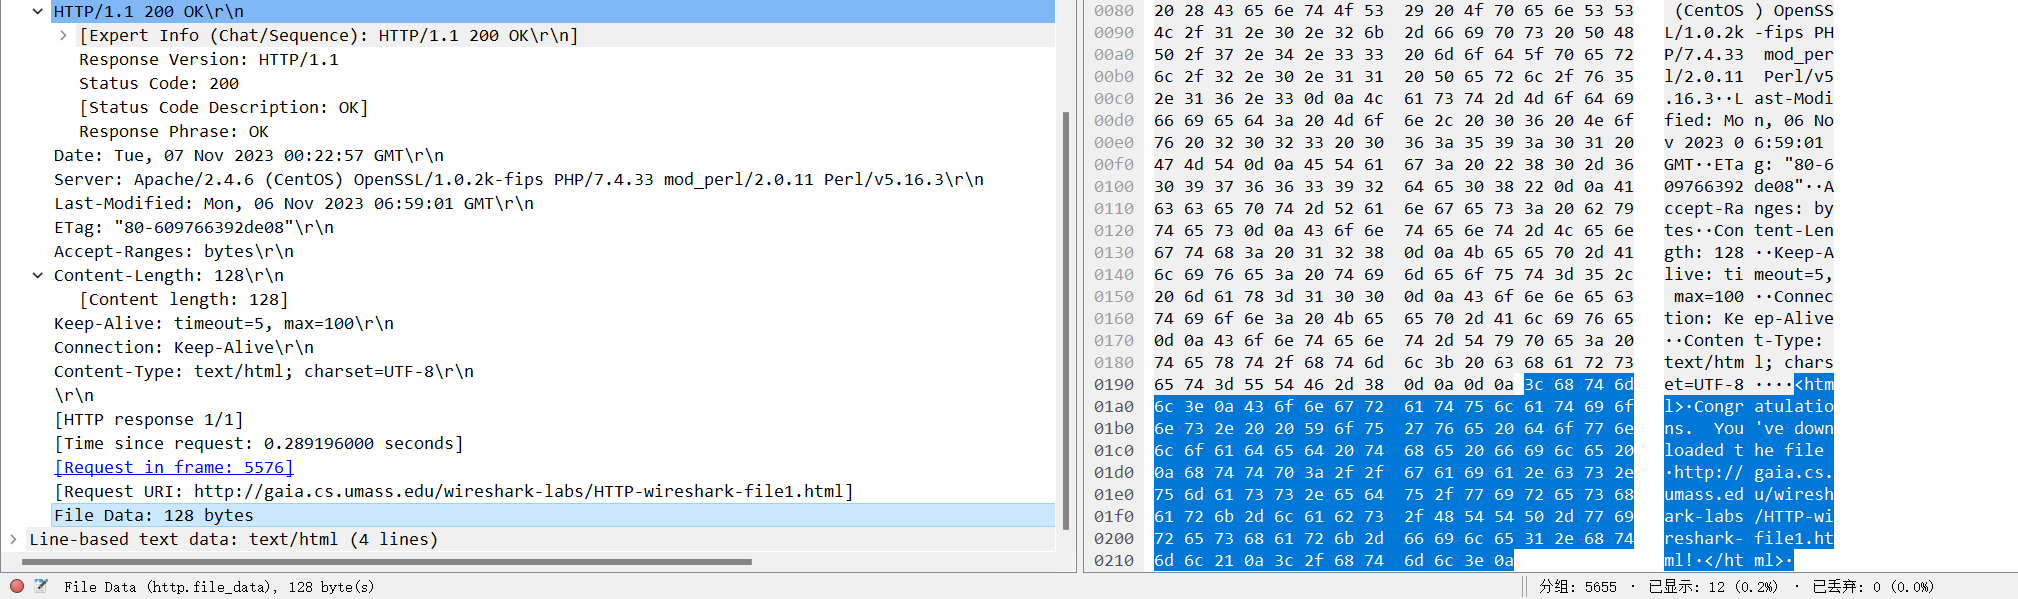 HTTP/1.1 200 OK\r\n
[Expert Info (Chat/Sequence): HTTP/1.1 200 OK\r\n]
Response Version: HTTP/1.1
Status Code: 200
[Status Code Description: OK]
Response Phrase: OK
Date: Tue, 07 Nov 2023 00:22:57 GMT\r\n
Server: Apache/2.4.6 (CentOS) OpenSSL/1.0.2k-fips PHP/7.4.33 mod_perl/2.0.11 Perl/v5.16.3\r\n
Last-Modified: Mon, 06 Nov 2023 06:59:01 GMT\r\n
ETag: "80-609766392de08"\r\n
Accept-Ranges: bytes\r\n
Content-Length: 128\r\n
[Content length: 128]
Keep-Alive: timeout=5, max=100\r\n
Connection: Keep-Alive\r\n
Content-Type: text/html; charset=UTF-8\r\n
\r\n
[HTTP response 1/1]
[Time since request: 0.289196000 seconds]
[Request in frame: 5576]
[Request URI: http://gaia.cs.umass.edu/wireshark-labs/HTTP-wireshark-file1.html]
File Data: 128 bytes
Line-based text data: text/html (4 lines)
0080 20 28 43 65 6e 74 4f 53 29 20 4f 70 65 6e 53 53 (CentOS ) OpenSS
0090 4c 2f 31 2e 30 2e 32 6b 2d 66 69 70 73 20 50 48 L/1.0.2k -fips PH
00a0 50 2f 37 2e 34 2e 33 33 20 6d 6f 64 5f 70 65 72 P/7.4.33 mod_per
00b0 6c 2f 32 2e 30 2e 31 31 20 50 65 72 6c 2f 76 35 l/2.0.11 Perl/v5
00c0 2e 31 36 2e 33 0d 0a 4c 61 73 74 2d 4d 6f 64 69 .16.3··L ast-Modi
00d0 66 69 65 64 3a 20 4d 6f 6e 2c 20 30 36 20 4e 6f fied: Mo n, 06 No
00e0 76 20 32 30 32 33 20 30 36 3a 35 39 3a 30 31 20 v 2023 0 6:59:01
00f0 47 4d 54 0d 0a 45 54 61 67 3a 20 22 38 30 2d 36 GMT··ETa g: "80-6
0100 30 39 37 36 36 33 39 32 64 65 30 38 22 0d 0a 41 09766392 de08"··A
0110 63 63 65 70 74 2d 52 61 6e 67 65 73 3a 20 62 79 ccept-Ra nges: by
0120 74 65 73 0d 0a 43 6f 6e 74 65 6e 74 2d 4c 65 6e tes··Con tent-Len
0130 67 74 68 3a 20 31 32 38 0d 0a 4b 65 65 70 2d 41 gth: 128 ··Keep-A
0140 6c 69 76 65 3a 20 74 69 6d 65 6f 75 74 3d 35 2c live: ti meout=5,
0150 20 6d 61 78 3d 31 30 30 0d 0a 43 6f 6e 6e 65 63 max=100 ··Connec
0160 74 69 6f 6e 3a 20 4b 65 65 70 2d 41 6c 69 76 65 tion: Ke ep-Alive
0170 0d 0a 43 6f 6e 74 65 6e 74 2d 54 79 70 65 3a 20 ··Conten t-Type:
0180 74 65 78 74 2f 68 74 6d 6c 3b 20 63 68 61 72 73 text/htm l; chars
0190 65 74 3d 55 54 46 2d 38 0d 0a 0d 0a 3c 68 74 6d et=UTF-8 ····<htm
01a0 6c 3e 0a 43 6f 6e 67 72 61 74 75 6c 61 74 69 6f l>·Congr atulatio
01b0 6e 73 2e 20 20 59 6f 75 27 76 65 20 64 6f 77 6e ns.  You 've down
01c0 6c 6f 61 64 65 64 20 74 68 65 20 66 69 6c 65 20 loaded t he file
01d0 0a 68 74 74 70 3a 2f 2f 67 61 69 61 2e 63 73 2e ·http:// gaia.cs.
01e0 75 6d 61 73 73 2e 65 64 75 2f 77 69 72 65 73 68 umass.ed u/wiresh
01f0 61 72 6b 2d 6c 61 62 73 2f 48 54 54 50 2d 77 69 ark-labs /HTTP-wi
0200 72 65 73 68 61 72 6b 2d 66 69 6c 65 31 2e 68 74 reshark- file1.ht
0210 6d 6c 21 0a 3c 2f 68 74 6d 6c 3e 0a ml!·</ht ml>·
File Data (http.file_data), 128 byte(s)
分组: 5655 · 已显示: 12 (0.2%) · 已丢弃: 0 (0.0%)